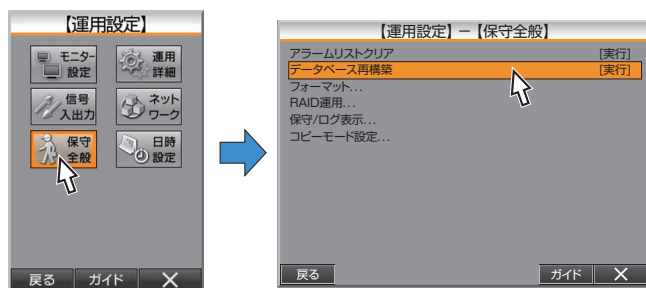 【運用設定】
モニター
設定
運用
詳細
信号
入出力
ネット
ワーク
保守
全般
日時
設定
戻る ガイド ×
【運用設定】－【保守全般】
アラームリストクリア [実行]
データベース再構築 [実行]
フォーマット…
RAID運用…
保守/ログ表示…
コピーモード設定…
戻る ガイド ×